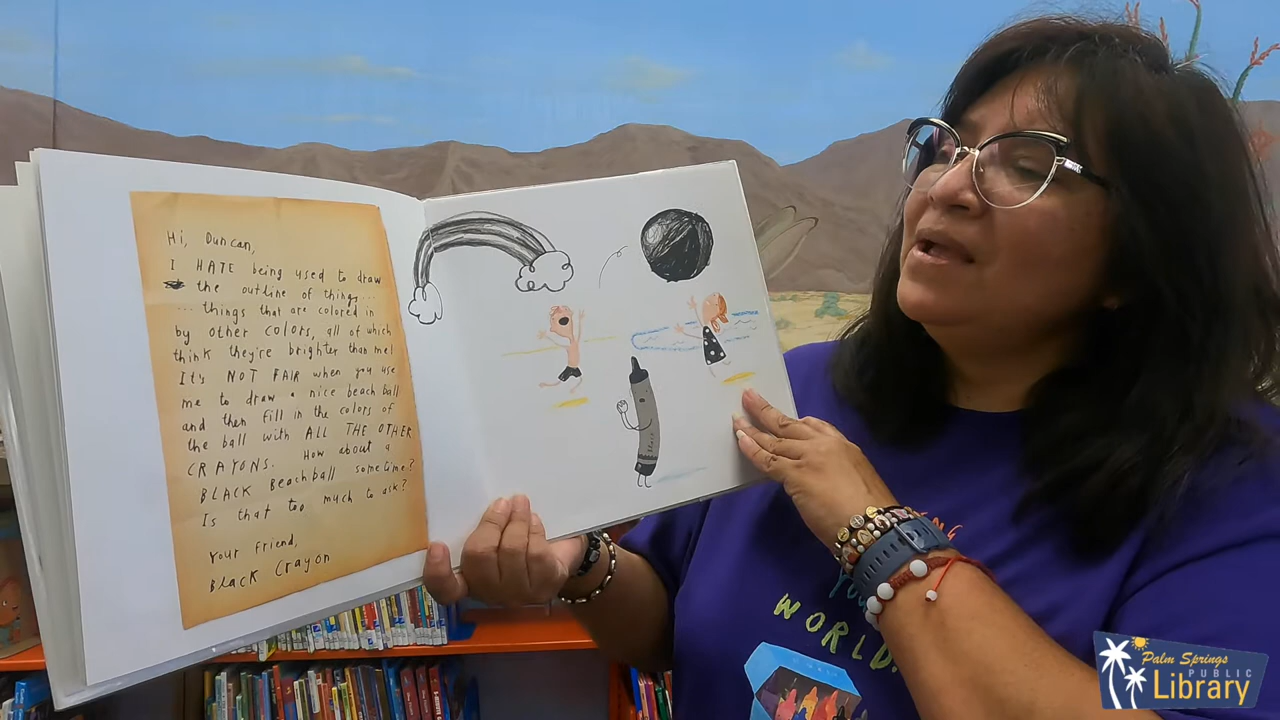 Hi, Duncan,
I HATE being used to draw
the outline of things...
...things that are colored in
by other colors, all of which
think they're brighter than me!
It's NOT FAIR when you use
me to draw a nice beach ball
and then fill in the colors of
the ball with ALL THE OTHER
CRAYONS. How about a
BLACK Beachball sometime?
Is that too much to ask?
Your friend,
Black Crayon
WORLD
Palm Springs
PUBLIC
Library